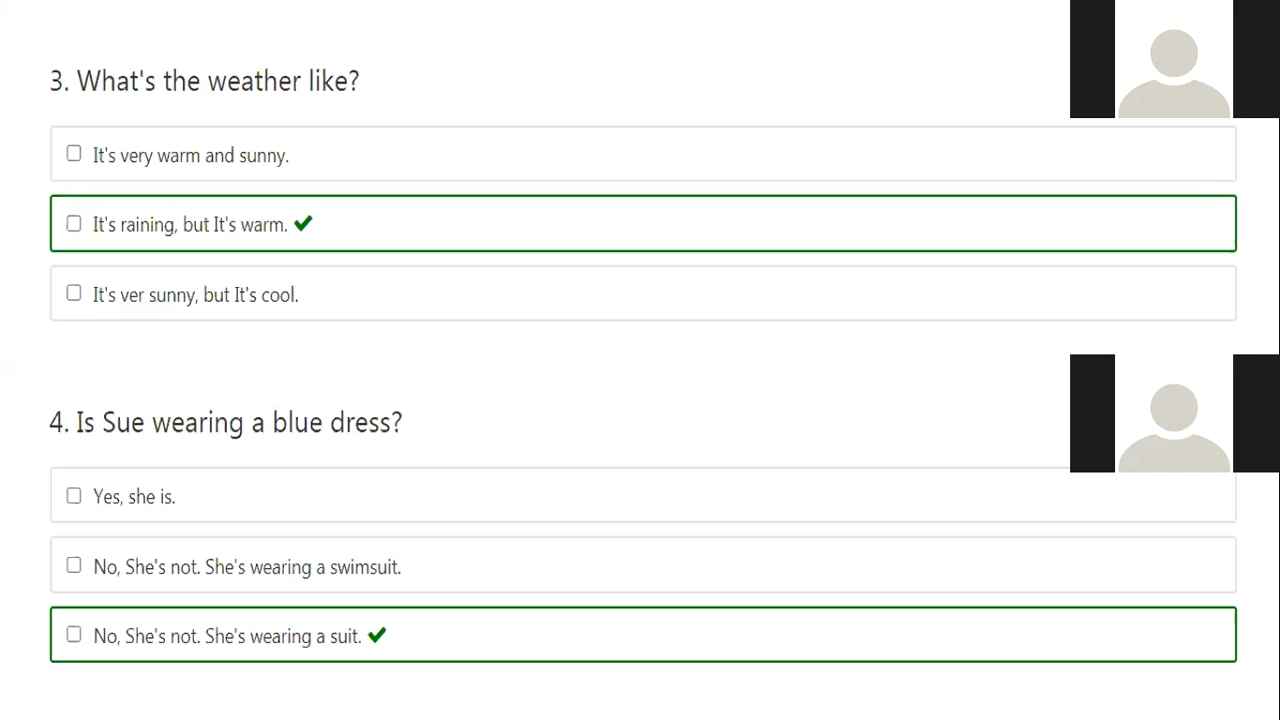 3. What's the weather like?
It's very warm and sunny.
It's raining, but It's warm.
It's ver sunny, but It's cool.
4. Is Sue wearing a blue dress?
Yes, she is.
No, She's not. She's wearing a swimsuit.
No, She's not. She's wearing a suit.